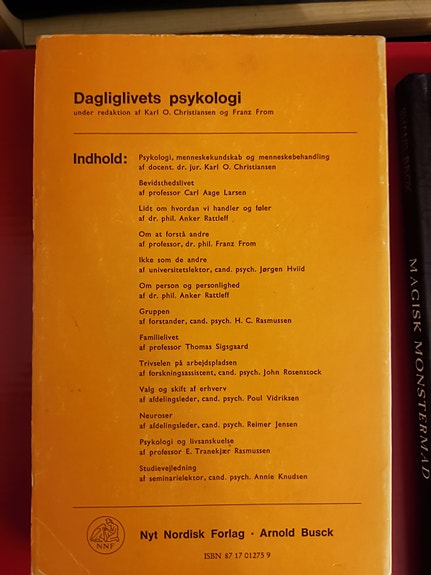 Dagliglivets psykologi
under redaktion af Karl O. Christiansen og Franz From
Indhold:
Psykologi, menneskekundskab og menneskebehandling
af docent. dr. jur. Karl O. Christiansen
Bevidsthedslivet
af professor Carl Aage Larsen
Lidt om hvordan vi handler og føler
af dr. phil. Anker Rattleff
Om at forstå andre
af professor, dr. phil. Franz From
Ikke som de andre
af universitetslektor, cand. psych. Jørgen Hviid
Om person og personlighed
af dr. phil. Anker Rattleff
Gruppen
af forstander, cand. psych. H. C. Rasmussen
Familielivet
af professor Thomas Sigsgaard
Trivselen på arbejdspladsen
af forskningsassistent, cand. psych. John Rosenstock
Valg og skift af erhverv
af afdelingsleder, cand. psych. Poul Vidriksen
Neuroser
af afdelingsleder, cand. psych. Reimer Jensen
Psykologi og livsanskuelse
af professor E. Tranekjær Rasmussen
Studievejledning
af seminarielektor, cand. psych. Annie Knudsen
NNF
Nyt Nordisk Forlag · Arnold Busck
ISBN 87 17 01275 9
MAGISK MONSTERMAD